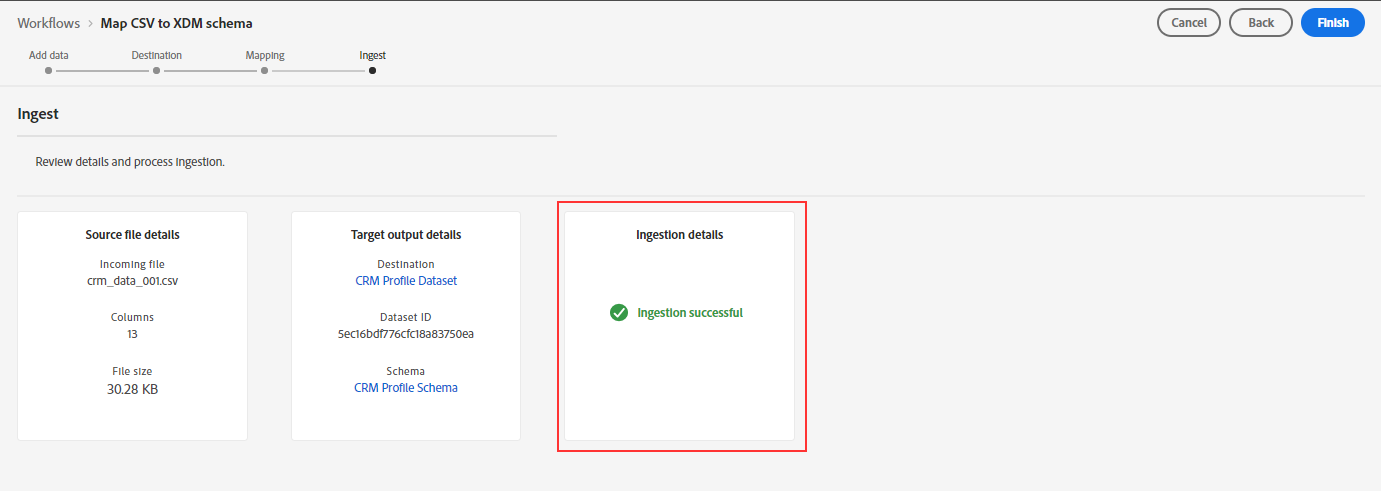 Workflows > Map CSV to XDM schema
Cancel
Back
Finish
Add data
Destination
Mapping
Ingest
Ingest
Review details and process ingestion.
Source file details
Incoming file
crm_data_001.csv
Columns
13
File size
30.28 KB
Target output details
Destination
CRM Profile Dataset
Dataset ID
5ec16bdf776cfc18a83750ea
Schema
CRM Profile Schema
Ingestion details
Ingestion successful